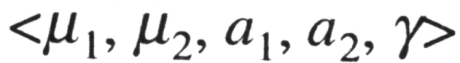 <μ₁, μ₂, a₁, a₂, γ>